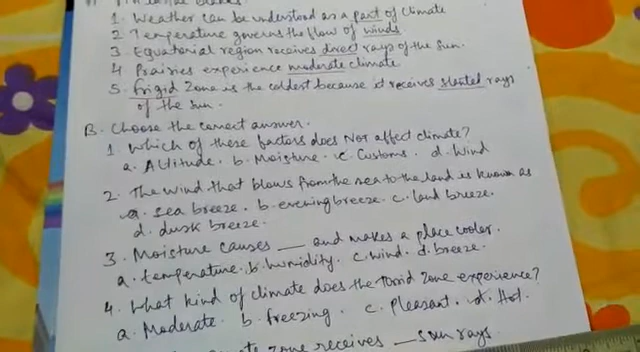 1. Weather can be understood as a part of climate
2 Temperature governs the flow of winds
3. Equatorial region receives direct rays of the sun.
4 Prairies experience moderate climate.
5. Frigid Zone is the coldest because it receives slanted rays
of the sun.
B. Choose the correct answer.
1. Which of these factors does NOT affect climate?
a. Altitude. b. Moisture. c. Customs. d. Wind
2. The wind that blows from the sea to the land is known as
a. sea breeze. b. evening breeze. c. land breeze.
d. dusk breeze.
3. Moisture causes __ and makes a place cooler.
a. temperature. b. humidity. c. wind. d. breeze.
4. What kind of climate does the Torrid Zone experience?
a. Moderate. b. freezing. c. Pleasant. d. Hot.
zone receives __ sun rays.